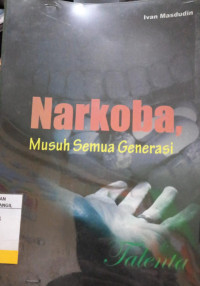 Ivan Masdudin
Narkoba,
Musuh Semua Generasi
Talenta